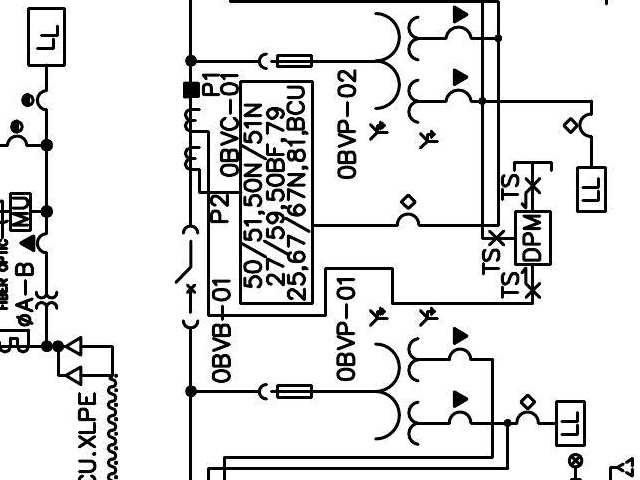 LL
P1
0BVC-01
50/51,50N/51N
27/59,50BF,79
25,67/67N,81,BCU
0BVP-02
TS
LL
MU
P2
DPM
TS
TS
FIBER OPTIC
ØA-B
0BVB-01
0BVP-01
CU.XLPE
LL